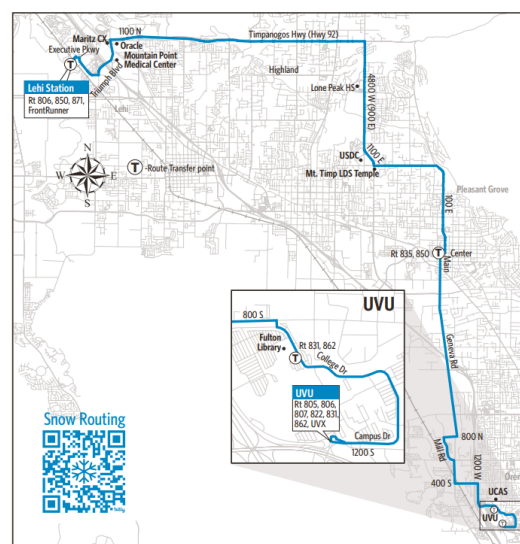 1100 N
Timpanogos Hwy (Hwy 92)
Maritz CX
Oracle
Executive Pkwy
Mountain Point
Medical Center
T
Triumph Blvd
Lehi Station
Rt 806, 850, 871,
FrontRunner
Highland
Lone Peak HS
4800 W (900 E)
Lehi
N
W
E
S
T
-Route Transfer point
USDC
1100 E
Mt. Timp LDS Temple
Pleasant Grove
100 E
Rt 835, 850
T
Center
Main
UVU
800 S
Fulton
Library
T
Rt 831, 862
College Dr
UVU
Rt 805, 806,
807, 822, 831,
862, UVX
Campus Dr
1200 S
Geneva Rd
Snow Routing
Mill Rd
800 N
1200 W
400 S
UCAS
UVU
T
T